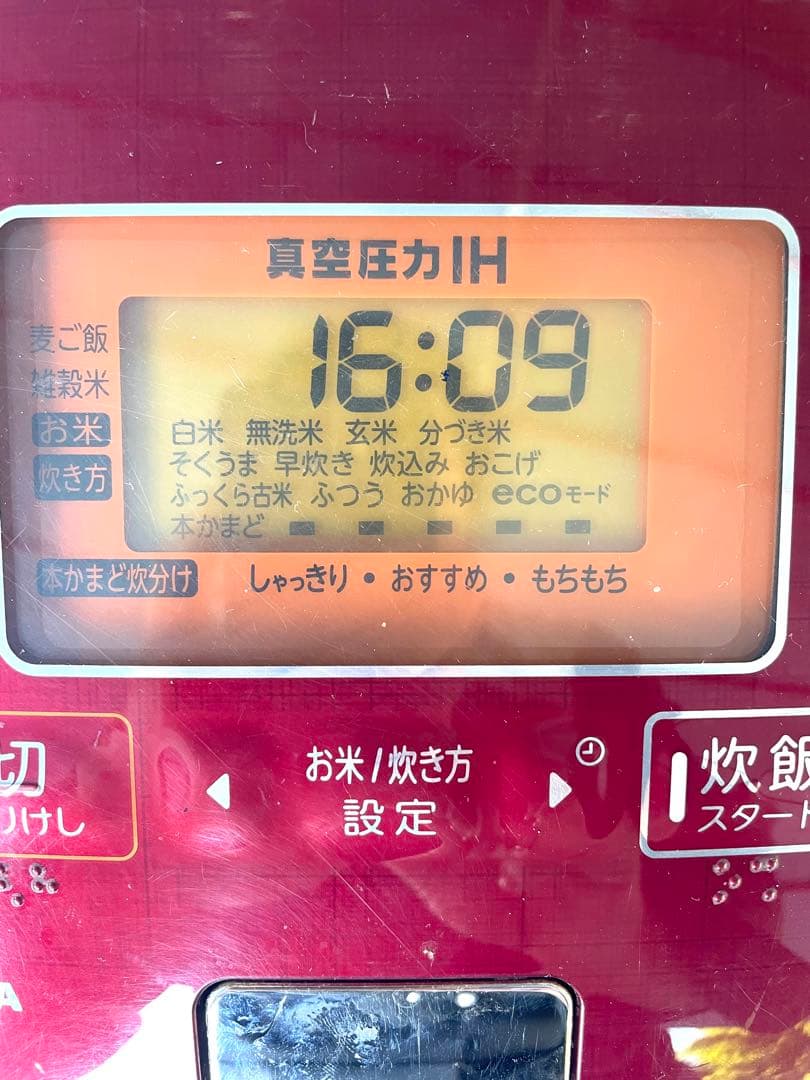 真空圧力IH
16:09
麦ご飯
雑穀米
お米
白米 無洗米 玄米 分づき米
炊き方
そくうま 早炊き 炊込み おこげ
ふっくら古米 ふつう おかゆ ecoモード
本かまど
本かまど炊分け
しゃっきり・おすすめ・もちもち
切
りけし
お米/炊き方
設定
炊飯
スタート
A